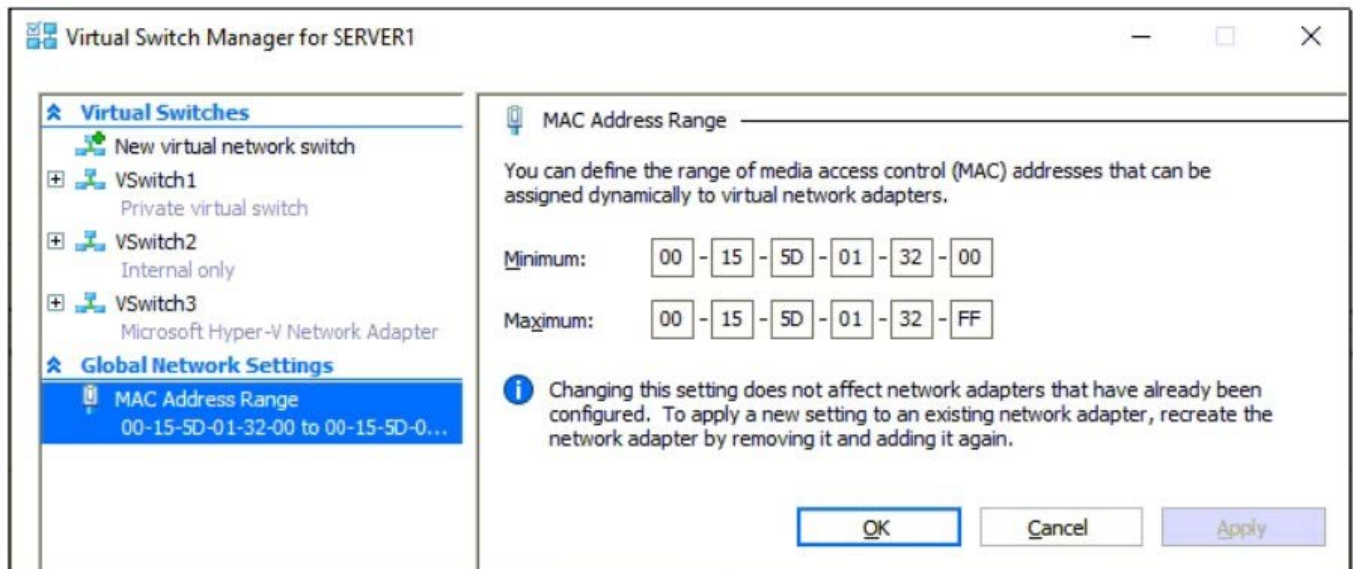 Virtual Switch Manager for SERVER1
Virtual Switches
New virtual network switch
VSwitch1
Private virtual switch
VSwitch2
Internal only
VSwitch3
Microsoft Hyper-V Network Adapter
Global Network Settings
MAC Address Range
00-15-5D-01-32-00 to 00-15-5D-0...
MAC Address Range
You can define the range of media access control (MAC) addresses that can be
assigned dynamically to virtual network adapters.
Minimum: 00 - 15 - 5D - 01 - 32 - 00
Maximum: 00 - 15 - 5D - 01 - 32 - FF
Changing this setting does not affect network adapters that have already been
configured. To apply a new setting to an existing network adapter, recreate the
network adapter by removing it and adding it again.
OK Cancel Apply